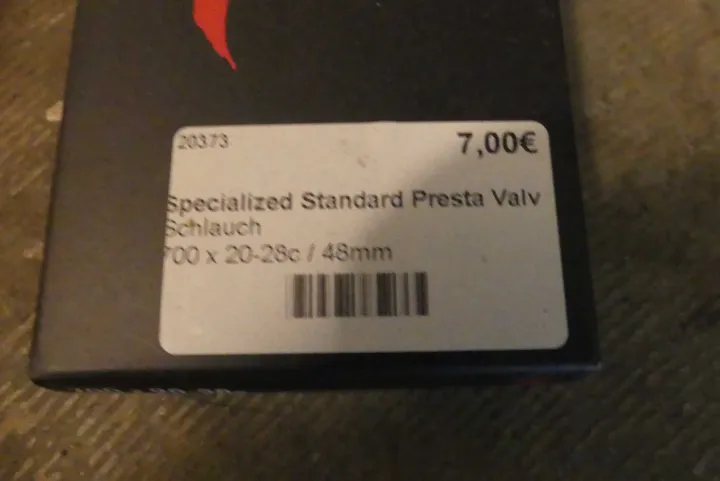 20373
7,00€
Specialized Standard Presta Valv
Schlauch
700 x 20-28c / 48mm